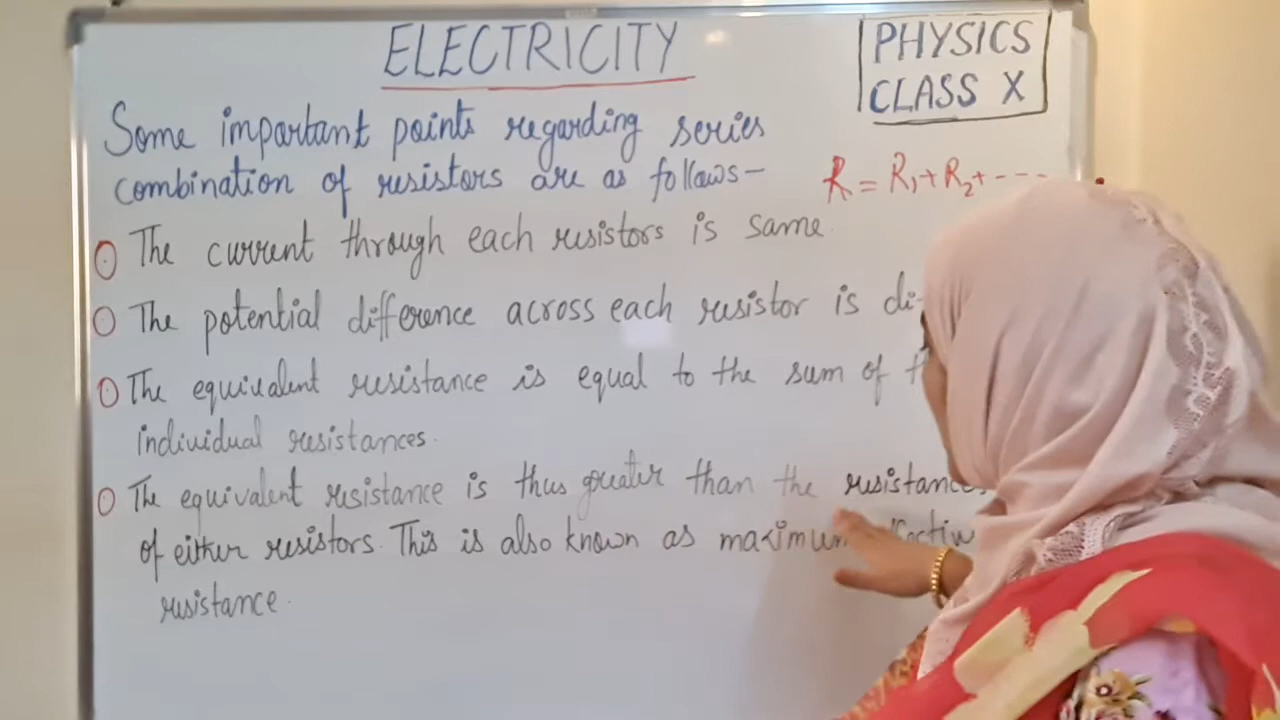 ELECTRICITY
PHYSICS
CLASS X
Some important points regarding series
combination of resistors are as follows-
R = R1 + R2 + ----
The current through each resistors is same.
The potential difference across each resistor is
The equivalent resistance is equal to the sum of
individual resistances.
The equivalent resistance is thus greater than the resistances
of either resistors. This is also known as maximum
resistance.